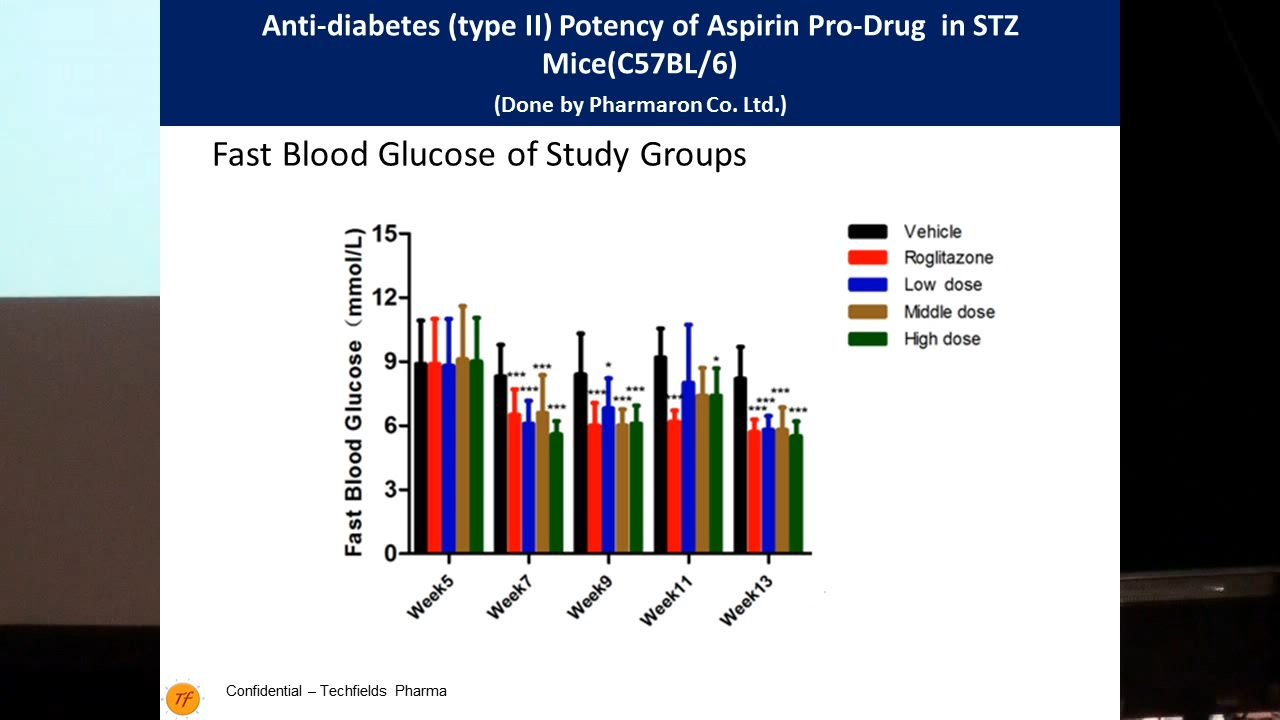 Anti-diabetes (type II) Potency of Aspirin Pro-Drug in STZ
Mice(C57BL/6)
(Done by Pharmaron Co. Ltd.)
Fast Blood Glucose of Study Groups
Fast Blood Glucose (mmol/L)
15
12
9
6
3
0
*** *** *** ***
*** * *** ***
*** *
*** *** *** ***
Week5
Week7
Week9
Week11
Week13
Vehicle
Roglitazone
Low dose
Middle dose
High dose
Tf
Confidential – Techfields Pharma